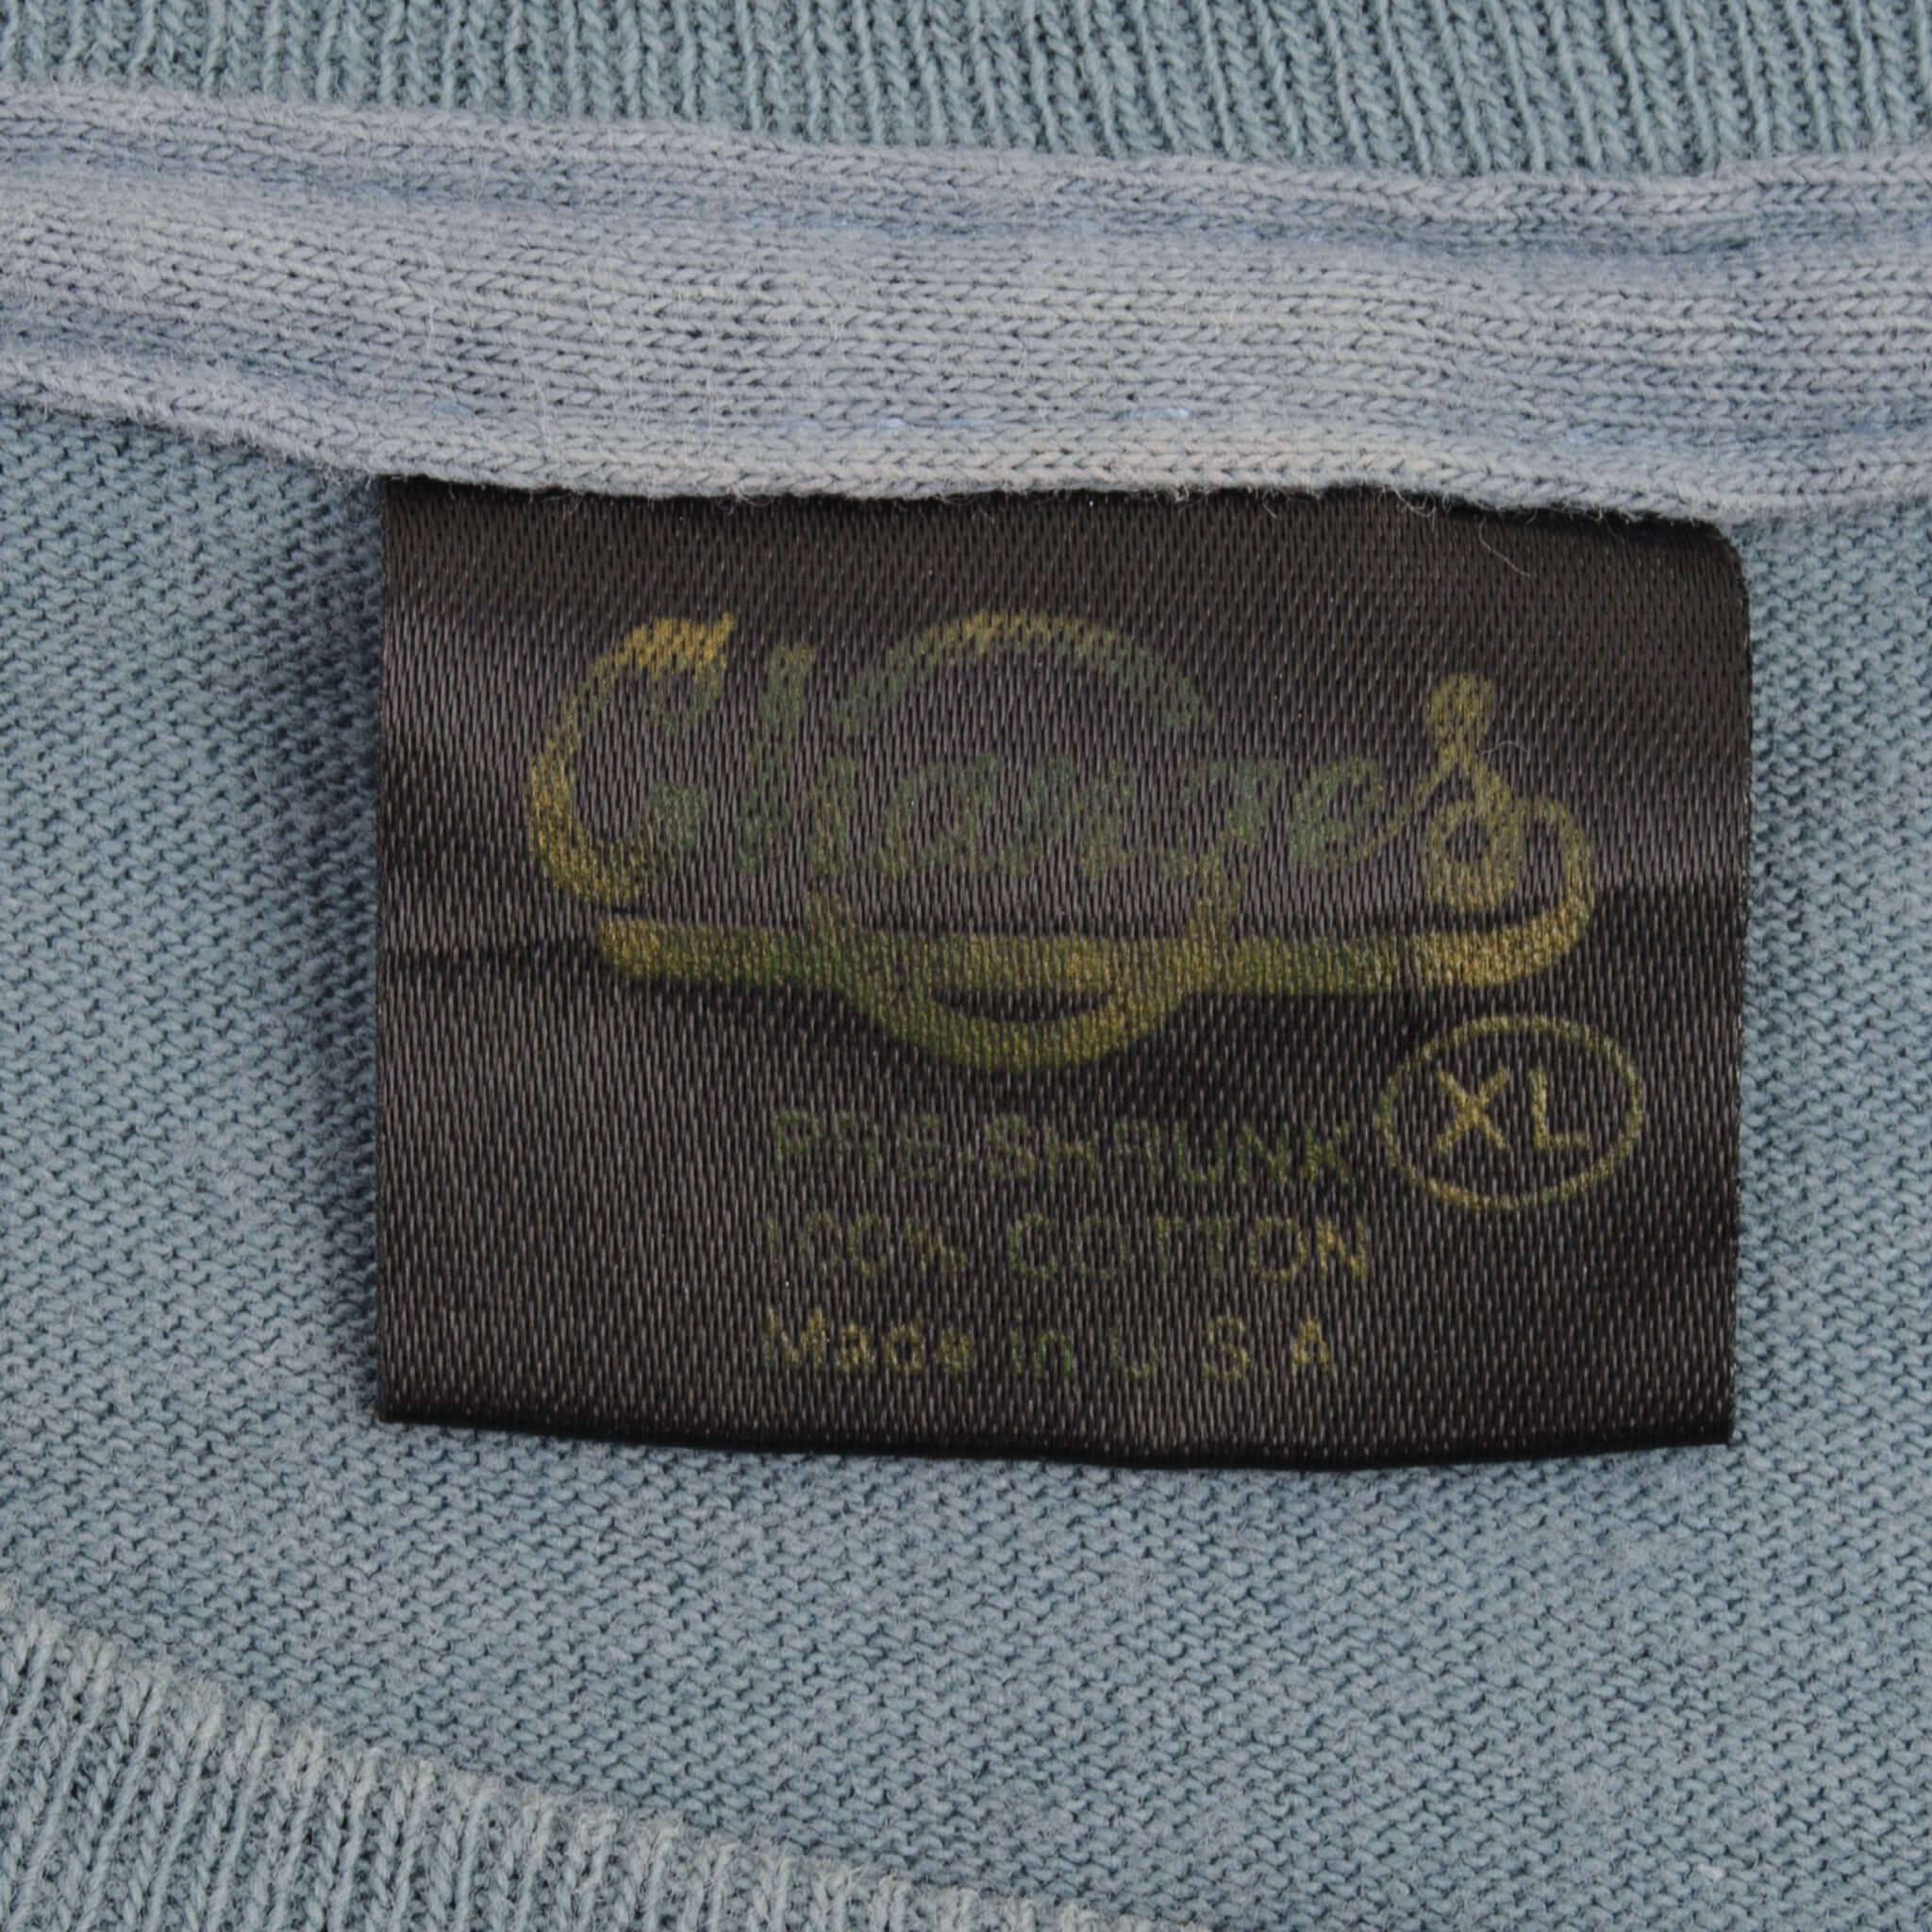 Changes
XL
PRE-SHRUNK
100% COTTON
Made in U S A